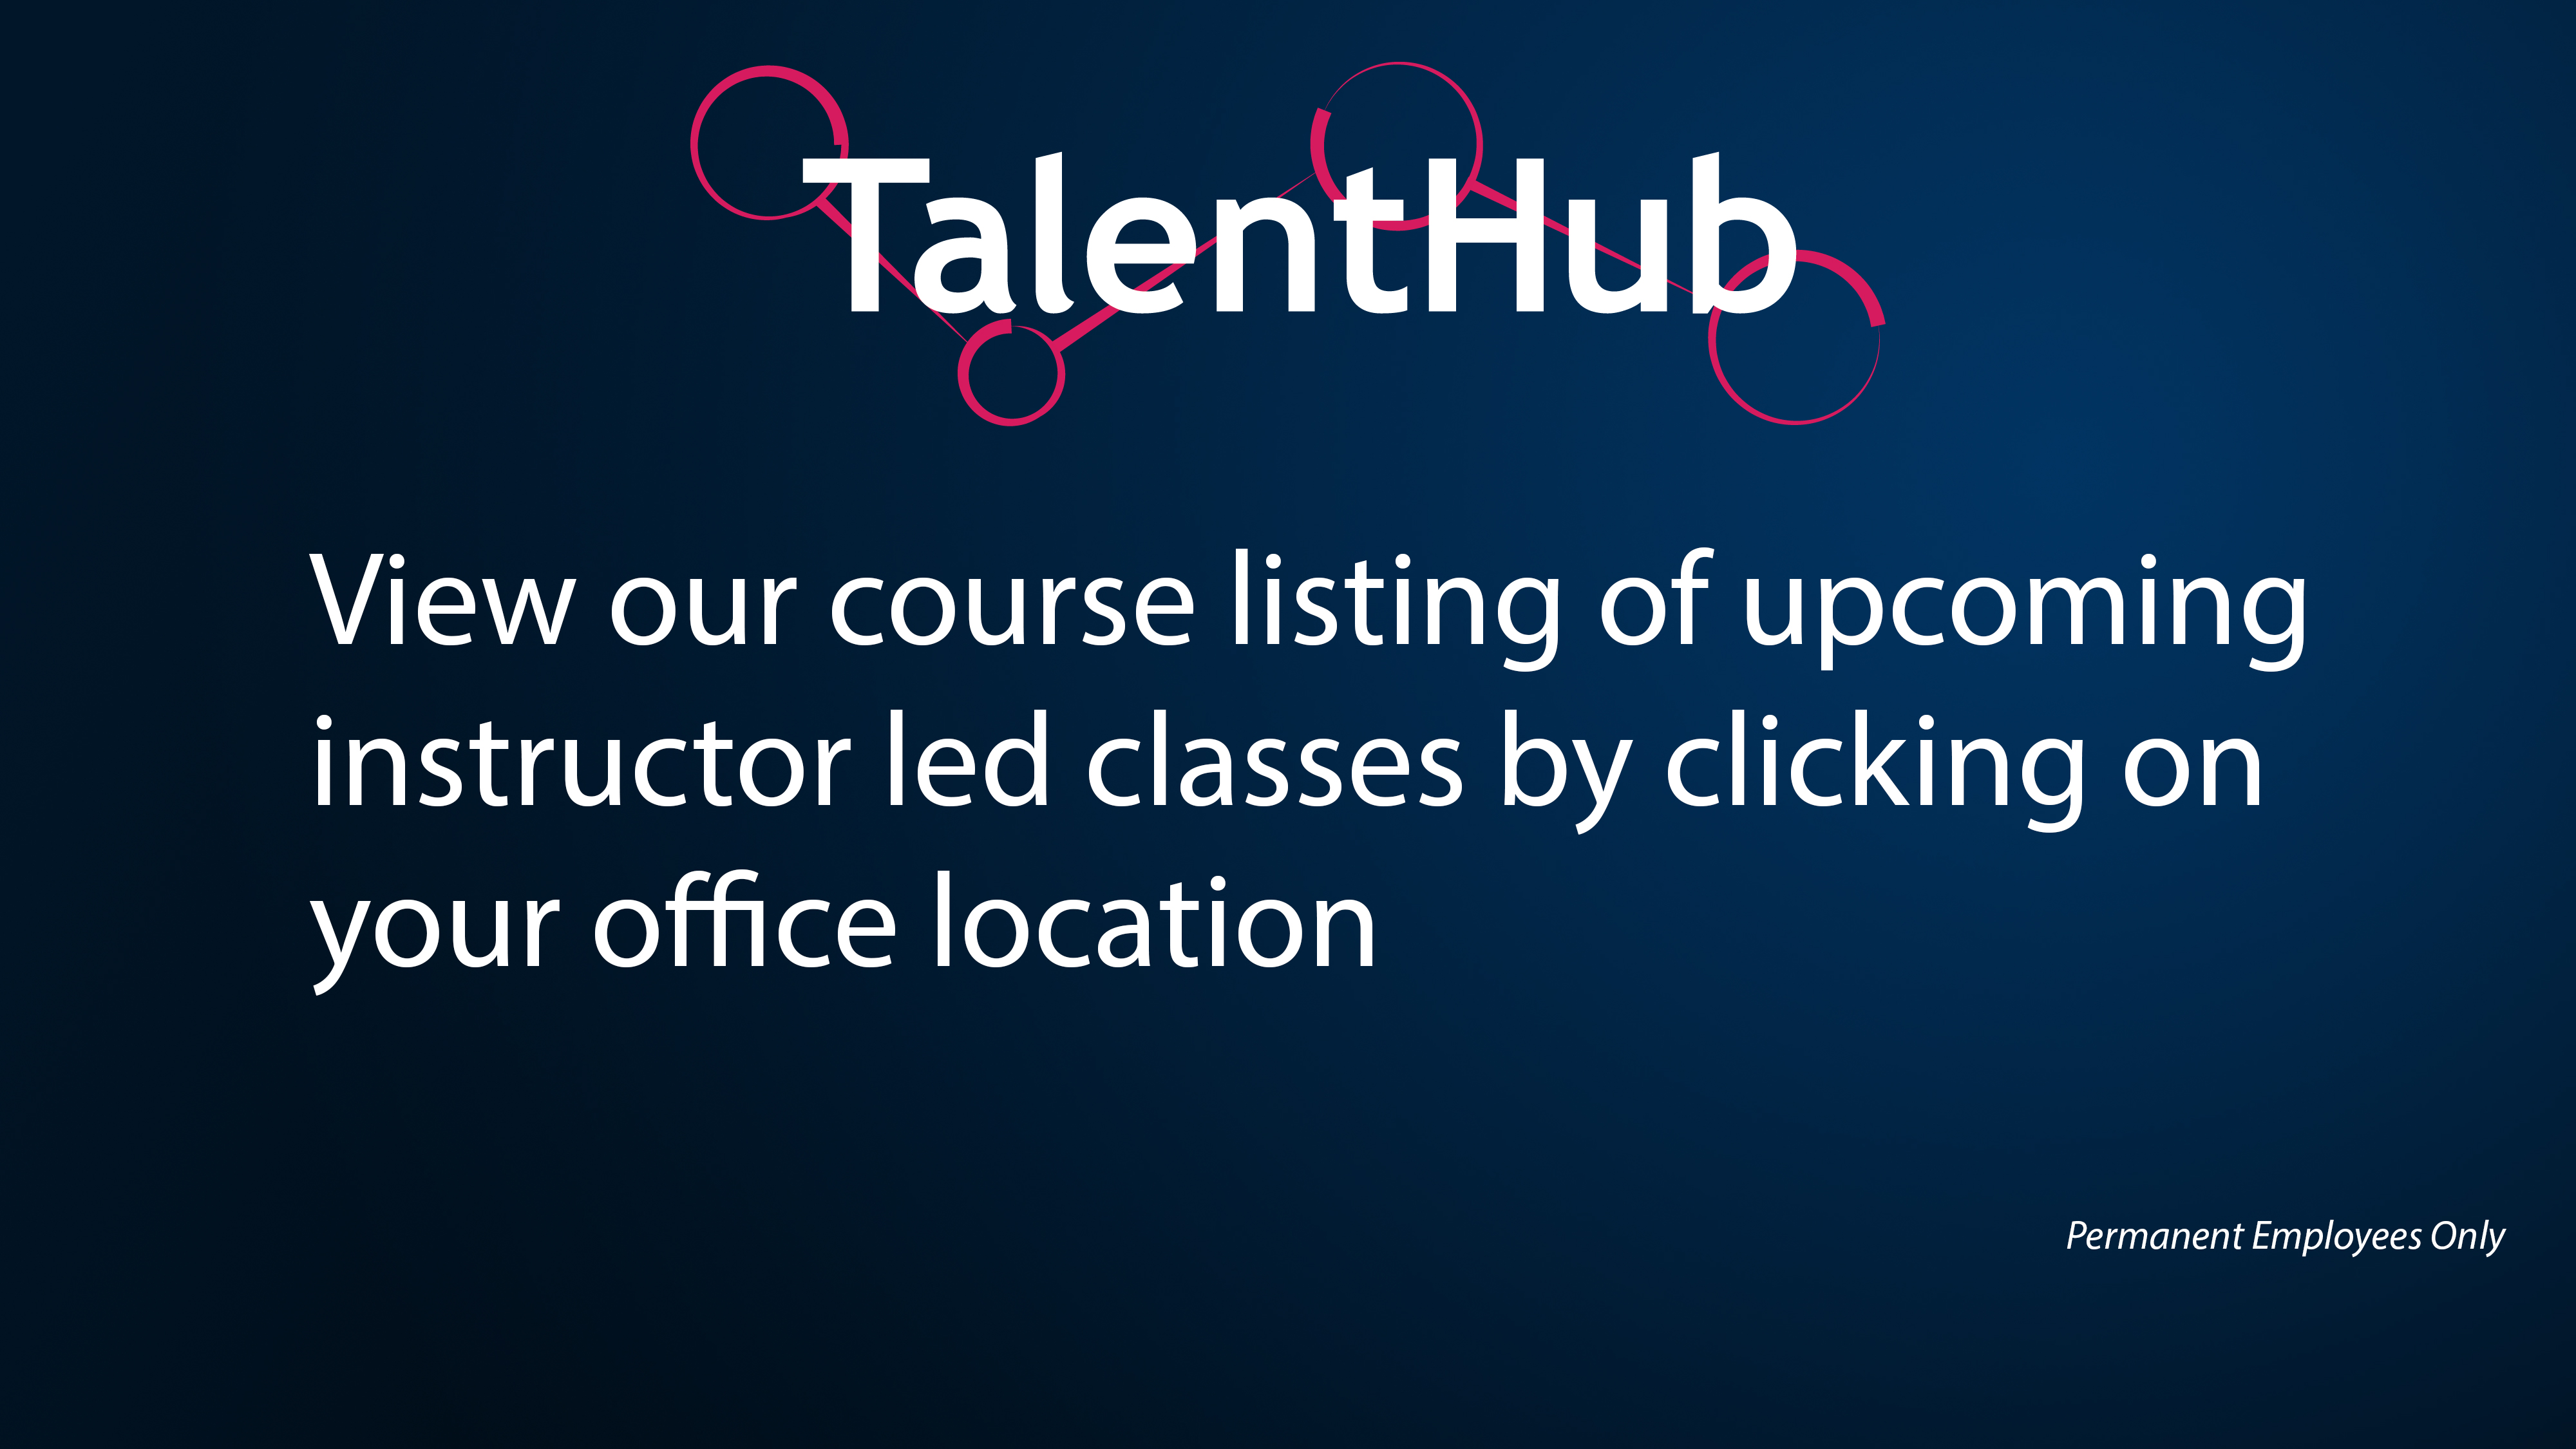 TalentHub
View our course listing of upcoming
instructor led classes by clicking on
your office location
Permanent Employees Only